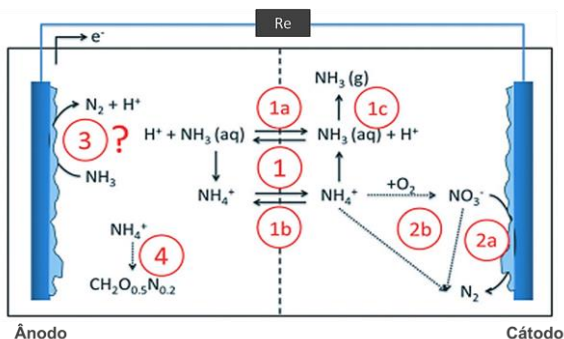 Re
e⁻
NH₃ (g)
N₂ + H⁺
1a
1c
3 ?
H⁺ + NH₃ (aq)
NH₃ (aq) + H⁺
1
NH₃
NH₄⁺
NH₄⁺
+O₂
NO₃⁻
1b
2b
2a
NH₄⁺
4
CH₂O₀.₅N₀.₂
N₂
Ânodo
Cátodo